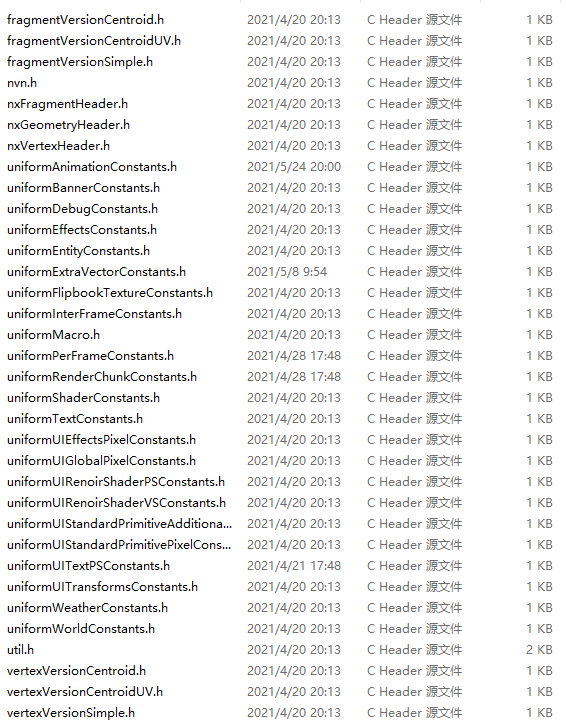 fragmentVersionCentroid.h 2021/4/20 20:13 C Header 源文件 1 KB
fragmentVersionCentroidUV.h 2021/4/20 20:13 C Header 源文件 1 KB
fragmentVersionSimple.h 2021/4/20 20:13 C Header 源文件 1 KB
nvn.h 2021/4/20 20:13 C Header 源文件 1 KB
nxFragmentHeader.h 2021/4/20 20:13 C Header 源文件 1 KB
nxGeometryHeader.h 2021/4/20 20:13 C Header 源文件 1 KB
nxVertexHeader.h 2021/4/20 20:13 C Header 源文件 1 KB
uniformAnimationConstants.h 2021/5/24 20:00 C Header 源文件 1 KB
uniformBannerConstants.h 2021/4/20 20:13 C Header 源文件 1 KB
uniformDebugConstants.h 2021/4/20 20:13 C Header 源文件 1 KB
uniformEffectsConstants.h 2021/4/20 20:13 C Header 源文件 1 KB
uniformEntityConstants.h 2021/4/20 20:13 C Header 源文件 1 KB
uniformExtraVectorConstants.h 2021/5/8 9:54 C Header 源文件 1 KB
uniformFlipbookTextureConstants.h 2021/4/20 20:13 C Header 源文件 1 KB
uniformInterFrameConstants.h 2021/4/20 20:13 C Header 源文件 1 KB
uniformMacro.h 2021/4/20 20:13 C Header 源文件 1 KB
uniformPerFrameConstants.h 2021/4/28 17:48 C Header 源文件 1 KB
uniformRenderChunkConstants.h 2021/4/28 17:48 C Header 源文件 1 KB
uniformShaderConstants.h 2021/4/20 20:13 C Header 源文件 1 KB
uniformTextConstants.h 2021/4/20 20:13 C Header 源文件 1 KB
uniformUIEffectsPixelConstants.h 2021/4/20 20:13 C Header 源文件 1 KB
uniformUIGlobalPixelConstants.h 2021/4/20 20:13 C Header 源文件 1 KB
uniformUIRenoirShaderPSConstants.h 2021/4/20 20:13 C Header 源文件 1 KB
uniformUIRenoirShaderVSConstants.h 2021/4/20 20:13 C Header 源文件 1 KB
uniformUIStandardPrimitiveAdditiona... 2021/4/20 20:13 C Header 源文件 1 KB
uniformUIStandardPrimitivePixelCons... 2021/4/20 20:13 C Header 源文件 1 KB
uniformUITextPSConstants.h 2021/4/21 17:48 C Header 源文件 1 KB
uniformUITransformsConstants.h 2021/4/20 20:13 C Header 源文件 1 KB
uniformWeatherConstants.h 2021/4/20 20:13 C Header 源文件 1 KB
uniformWorldConstants.h 2021/4/20 20:13 C Header 源文件 1 KB
util.h 2021/4/20 20:13 C Header 源文件 2 KB
vertexVersionCentroid.h 2021/4/20 20:13 C Header 源文件 1 KB
vertexVersionCentroidUV.h 2021/4/20 20:13 C Header 源文件 1 KB
vertexVersionSimple.h 2021/4/20 20:13 C Header 源文件 1 KB